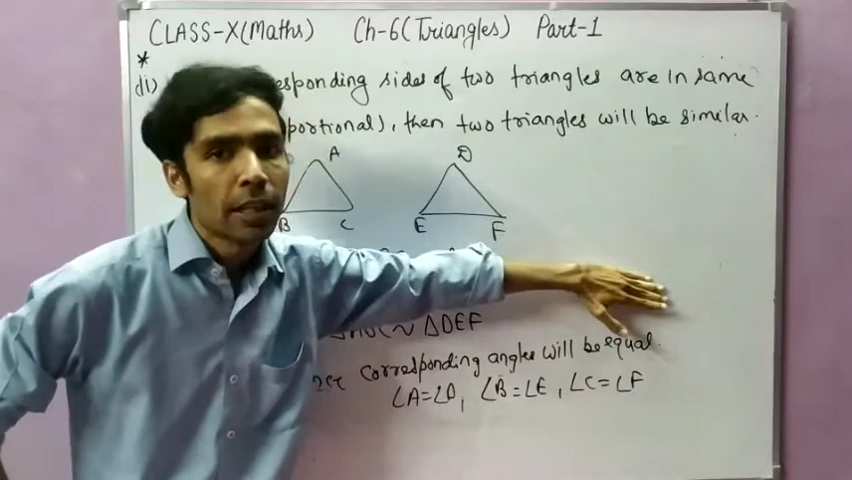 CLASS-X(Maths) Ch-6(Triangles) Part-1
*
sponding sides of two triangles are in same
portional), then two triangles will be similar.
A D
B C E F
~ ΔDEF
corresponding angles will be equal.
∠A=∠D, ∠B=∠E, ∠C=∠F